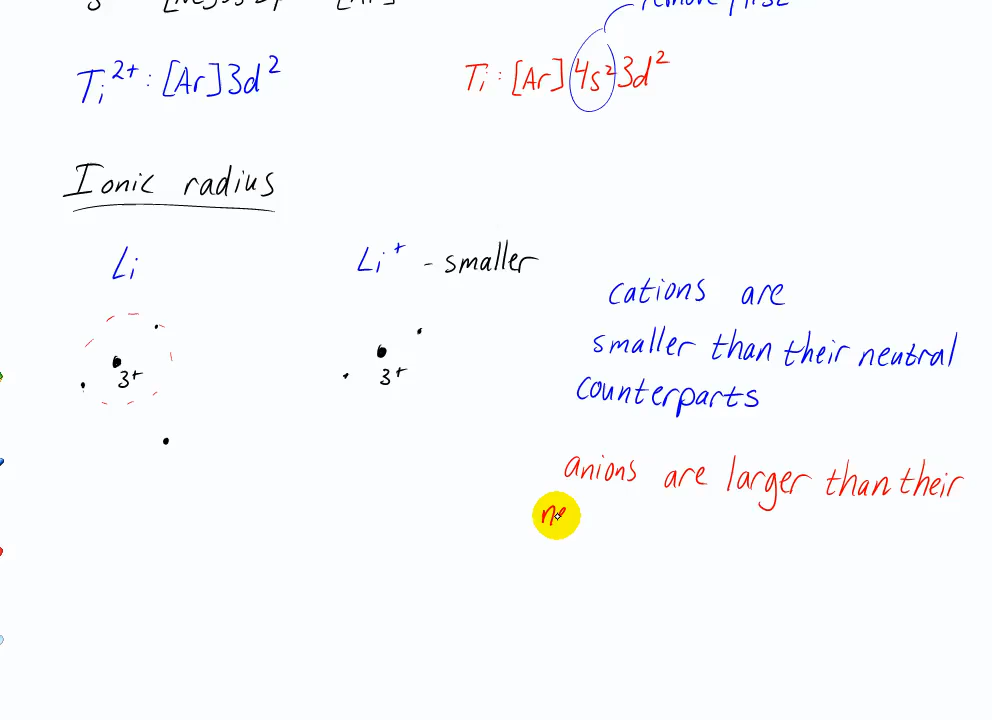 remove first
Ti²⁺: [Ar]3d²
Ti: [Ar]4s²3d²
Ionic radius
Li
Li⁺ - smaller
3+
3+
cations are
smaller than their neutral
counterparts
anions are larger than their
ne